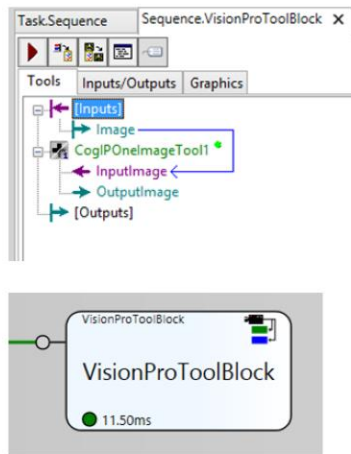 Task.Sequence
Sequence.VisionProToolBlock X
Tools
Inputs/Outputs
Graphics
[Inputs]
Image
CogIPOneImageTool1
InputImage
OutputImage
[Outputs]
VisionProToolBlock
VisionProToolBlock
11.50ms